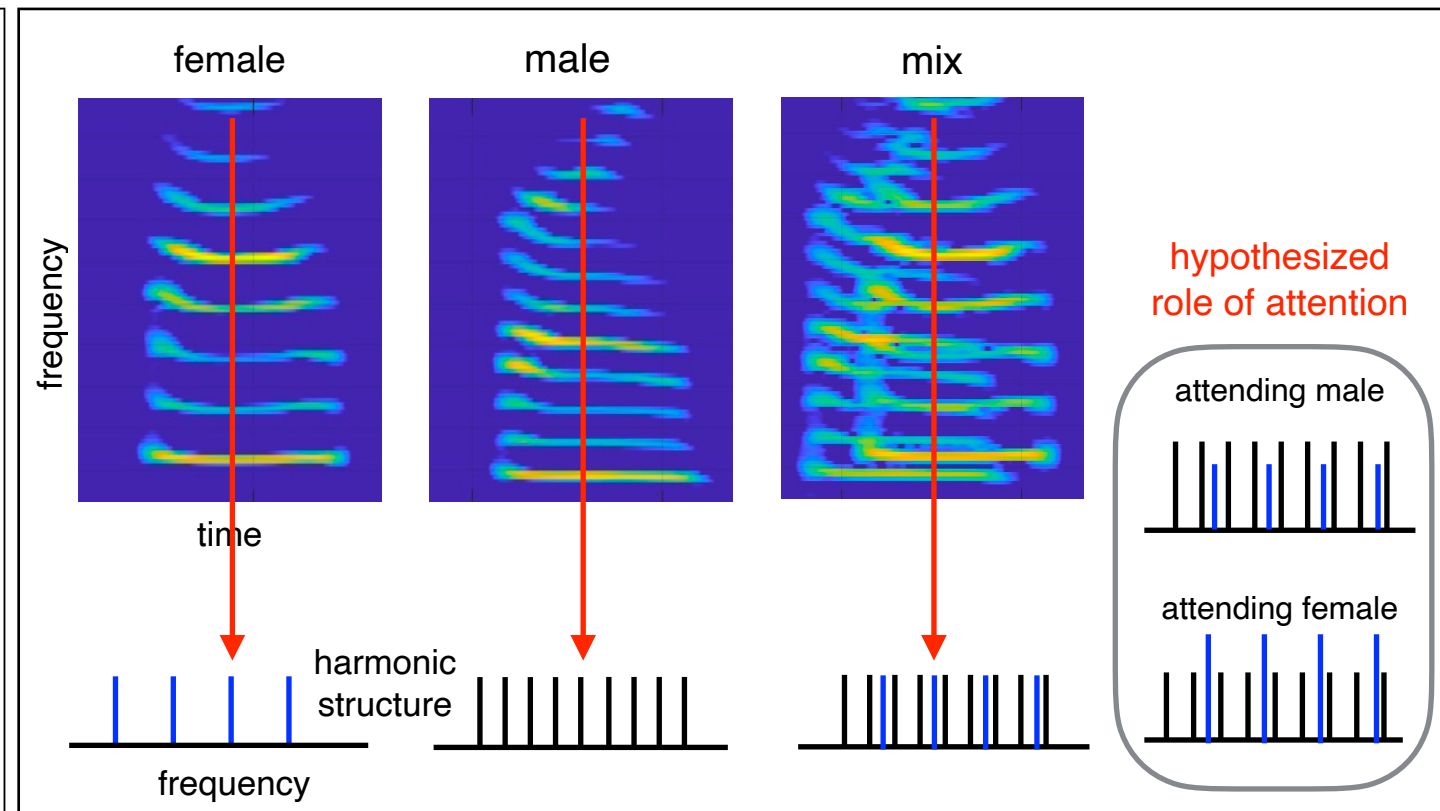 female
male
mix
frequency
time
harmonic
structure
frequency
hypothesized
role of attention
attending male
attending female